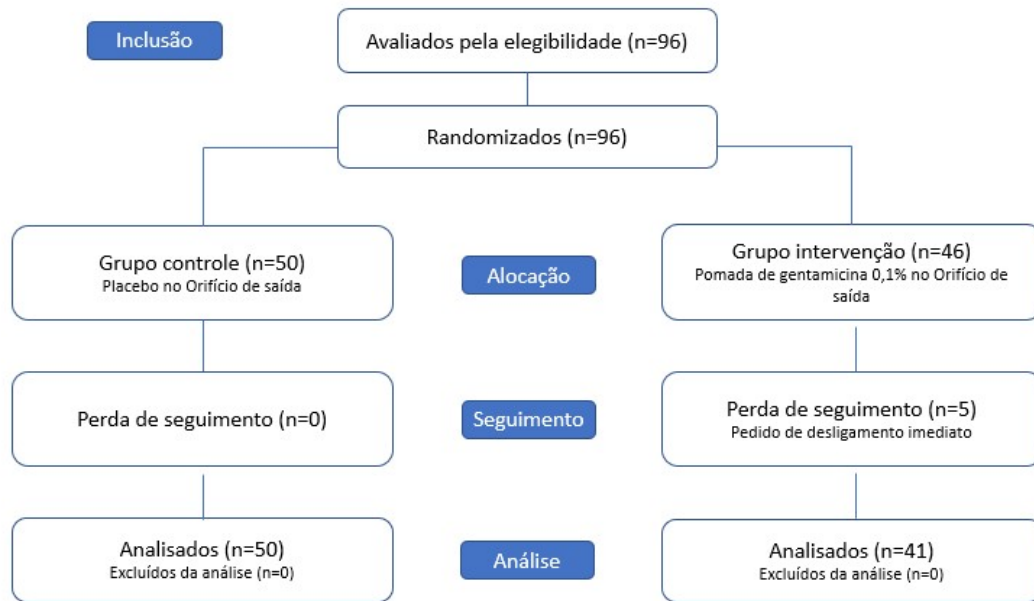 Inclusão
Avaliados pela elegibilidade (n=96)
Randomizados (n=96)
Grupo controle (n=50)
Placebo no Orifício de saída
Alocação
Grupo intervenção (n=46)
Pomada de gentamicina 0,1% no Orifício de
saída
Perda de seguimento (n=0)
Seguimento
Perda de seguimento (n=5)
Pedido de desligamento imediato
Analisados (n=50)
Excluídos da análise (n=0)
Análise
Analisados (n=41)
Excluídos da análise (n=0)